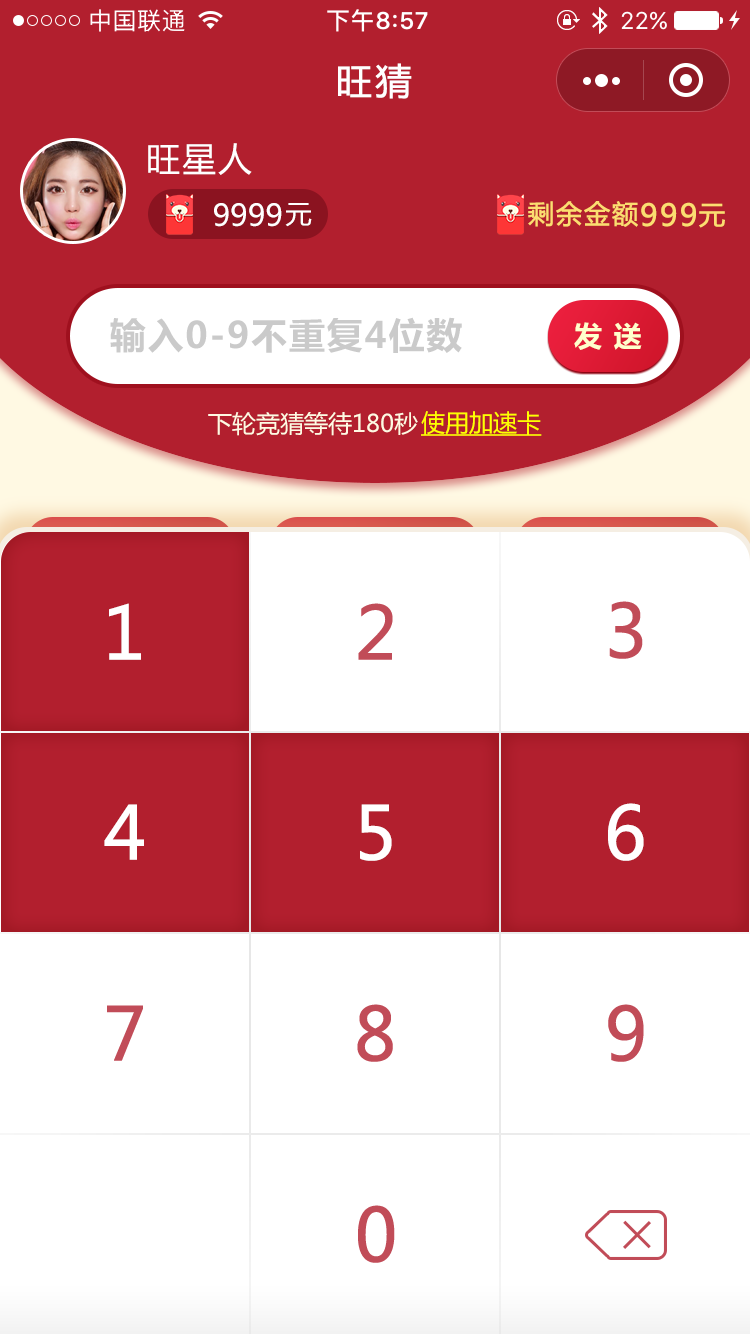 中国联通 下午8:57 22%
旺猜
旺星人
9999元 剩余金额999元
输入0-9不重复4位数 发 送
下轮竞猜等待180秒 使用加速卡
1 2 3
4 5 6
7 8 9
0